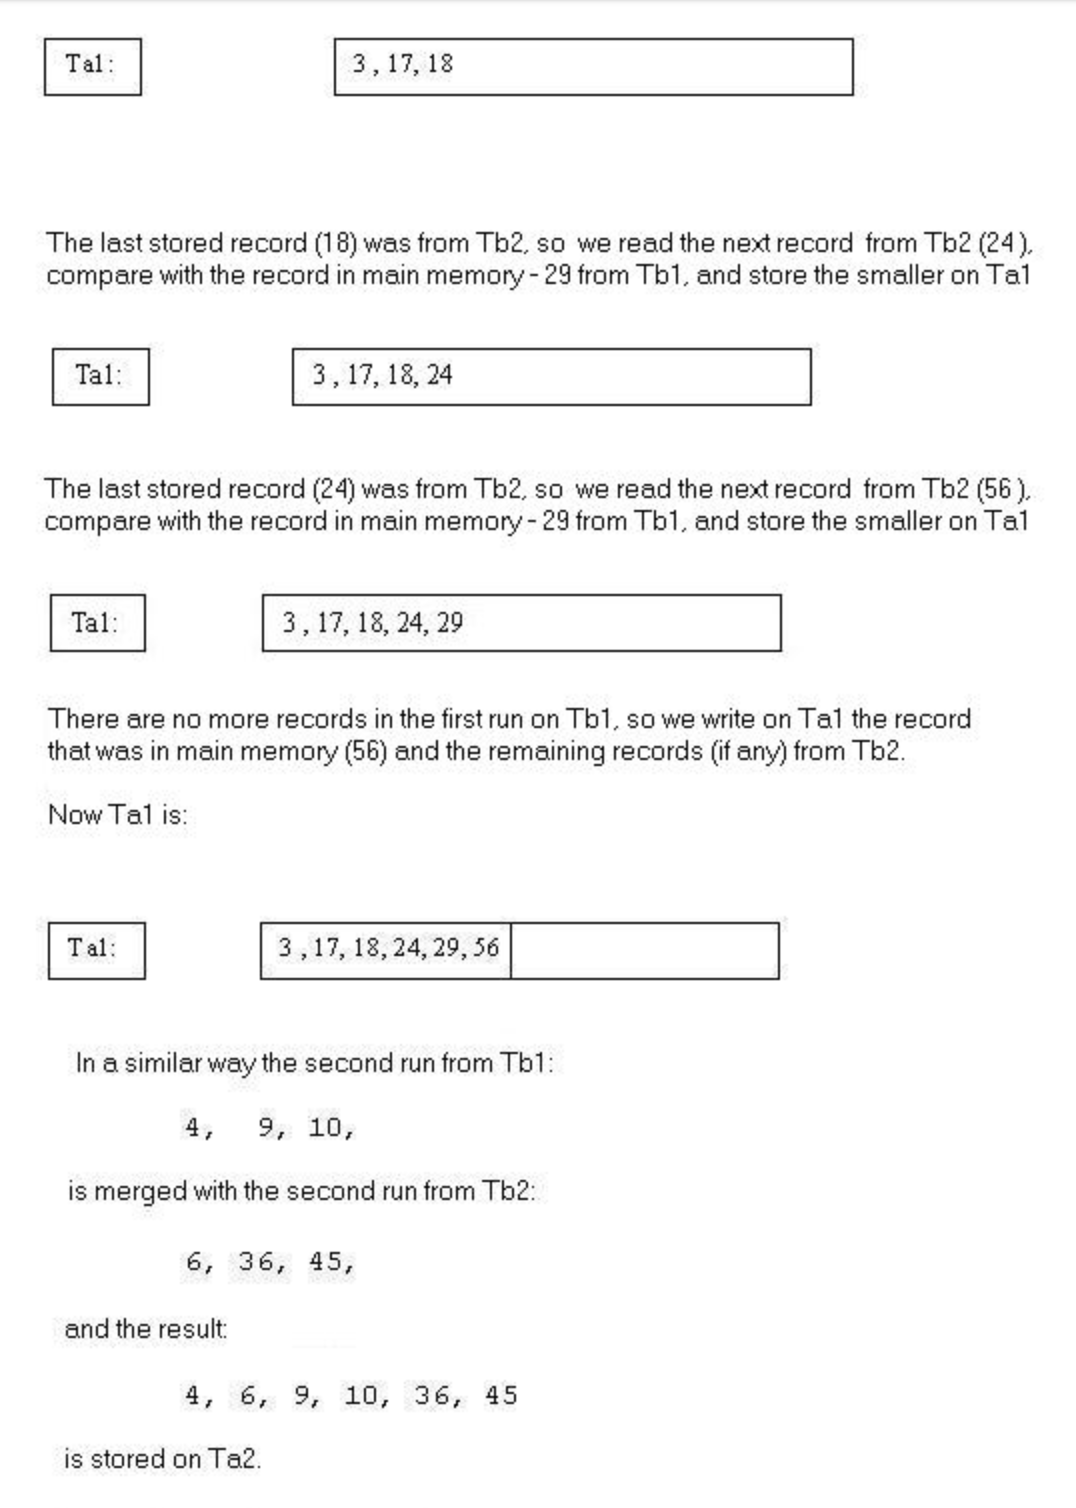 Ta1: 3 , 17, 18
The last stored record (18) was from Tb2, so we read the next record from Tb2 (24 ),
compare with the record in main memory - 29 from Tb1, and store the smaller on Ta1
Ta1: 3 , 17, 18, 24
The last stored record (24) was from Tb2, so we read the next record from Tb2 (56 ),
compare with the record in main memory - 29 from Tb1, and store the smaller on Ta1
Ta1: 3 , 17, 18, 24, 29
There are no more records in the first run on Tb1, so we write on Ta1 the record
that was in main memory (56) and the remaining records (if any) from Tb2.
Now Ta1 is:
Ta1: 3 , 17, 18, 24, 29, 56
In a similar way the second run from Tb1:
4, 9, 10,
is merged with the second run from Tb2:
6, 36, 45,
and the result:
4, 6, 9, 10, 36, 45
is stored on Ta2.